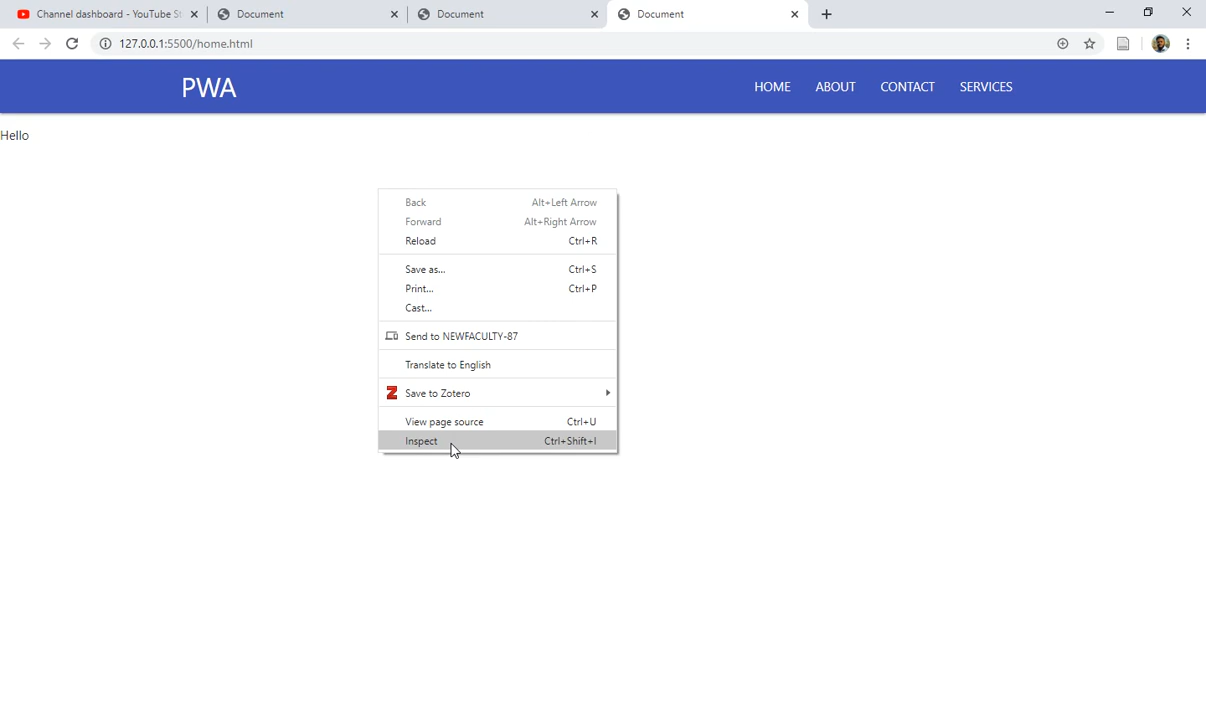 Channel dashboard - YouTube St
Document
Document
Document
127.0.0.1:5500/home.html
PWA
HOME
ABOUT
CONTACT
SERVICES
Hello
Back Alt+Left Arrow
Forward Alt+Right Arrow
Reload Ctrl+R
Save as... Ctrl+S
Print... Ctrl+P
Cast...
Send to NEWFACULTY-87
Translate to English
Save to Zotero
View page source Ctrl+U
Inspect Ctrl+Shift+I